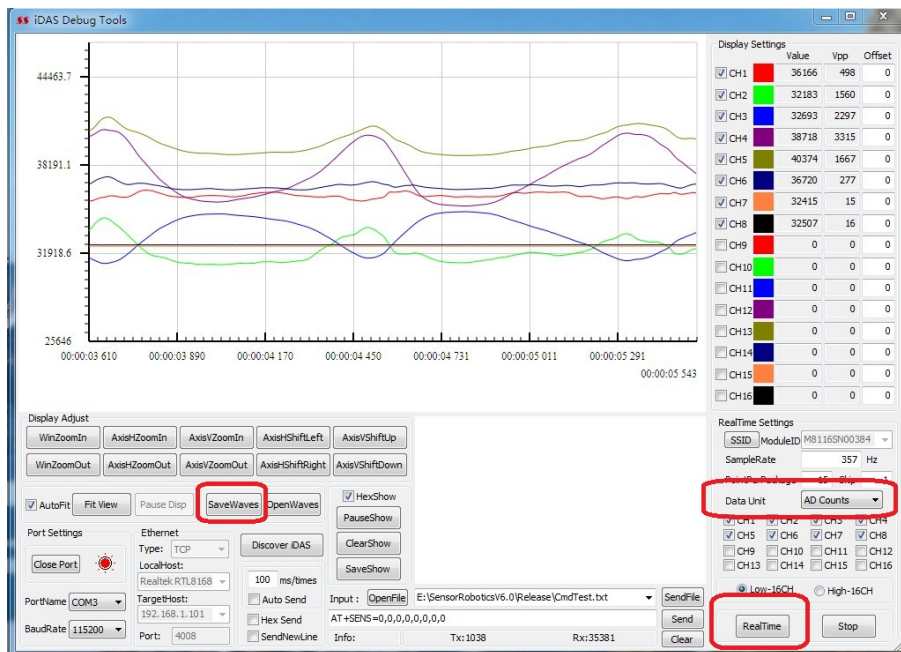 iDAS Debug Tools
44463.7
38191.1
31918.6
25646
00:00:03 610 00:00:03 890 00:00:04 170 00:00:04 450 00:00:04 731 00:00:05 011 00:00:05 291
00:00:05 543
Display Settings
Value Vpp Offset
CH1 36166 498 0
CH2 32183 1560 0
CH3 32693 2297 0
CH4 38718 3315 0
CH5 40374 1667 0
CH6 36720 277 0
CH7 32415 15 0
CH8 32507 16 0
CH9 0 0 0
CH10 0 0 0
CH11 0 0 0
CH12 0 0 0
CH13 0 0 0
CH14 0 0 0
CH15 0 0 0
CH16 0 0 0
Display Adjust
WinZoomIn AxisHZoomIn AxisVZoomIn AxisHShiftLeft AxisVShiftUp
WinZoomOut AxisHZoomOut AxisVZoomOut AxisHShiftRight AxisVShiftDown
AutoFit Fit View Pause Disp SaveWaves OpenWaves
HexShow
PauseShow
ClearShow
SaveShow
Port Settings
Close Port
PortName COM3
BaudRate 115200
Ethernet
Type: TCP
LocalHost:
Realtek RTL8168
TargetHost:
192.168.1.101
Port: 4008
Discover iDAS
100 ms/times
Auto Send
Hex Send
SendNewLine
Input : OpenFile E:\SensorRoboticsV6.0\Release\CmdTest.txt SendFile
AT+SENS=0,0,0,0,0,0,0,0 Send
Info: Tx:1038 Rx:35381 Clear
RealTime Settings
SSID ModuleID M8116SN00384
SampleRate 357 Hz
15 Skip 1
Data Unit AD Counts
CH1 CH2 CH3 CH4
CH5 CH6 CH7 CH8
CH9 CH10 CH11 CH12
CH13 CH14 CH15 CH16
Low-16CH High-16CH
RealTime Stop